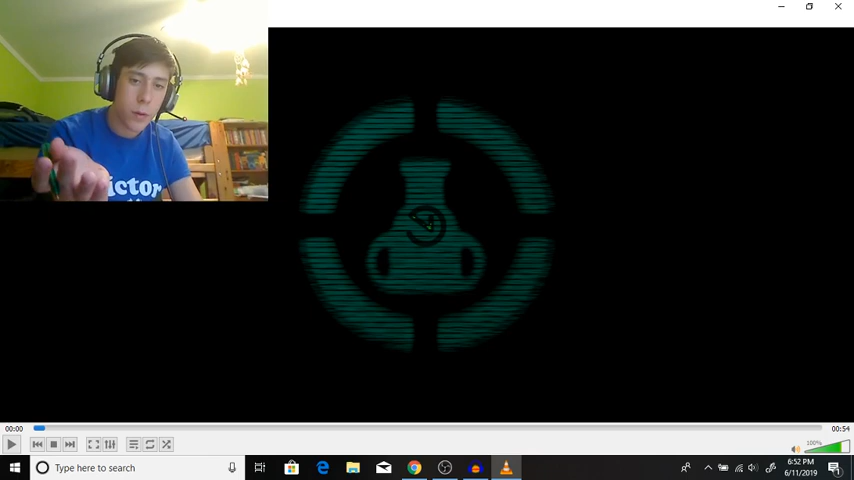 ictor
00:00
00:54
100%
Type here to search
6:52 PM
6/11/2019